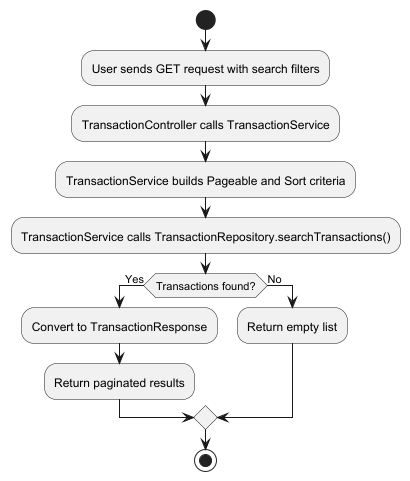 User sends GET request with search filters
TransactionController calls TransactionService
TransactionService builds Pageable and Sort criteria
TransactionService calls TransactionRepository.searchTransactions()
Yes
Transactions found?
No
Convert to TransactionResponse
Return empty list
Return paginated results